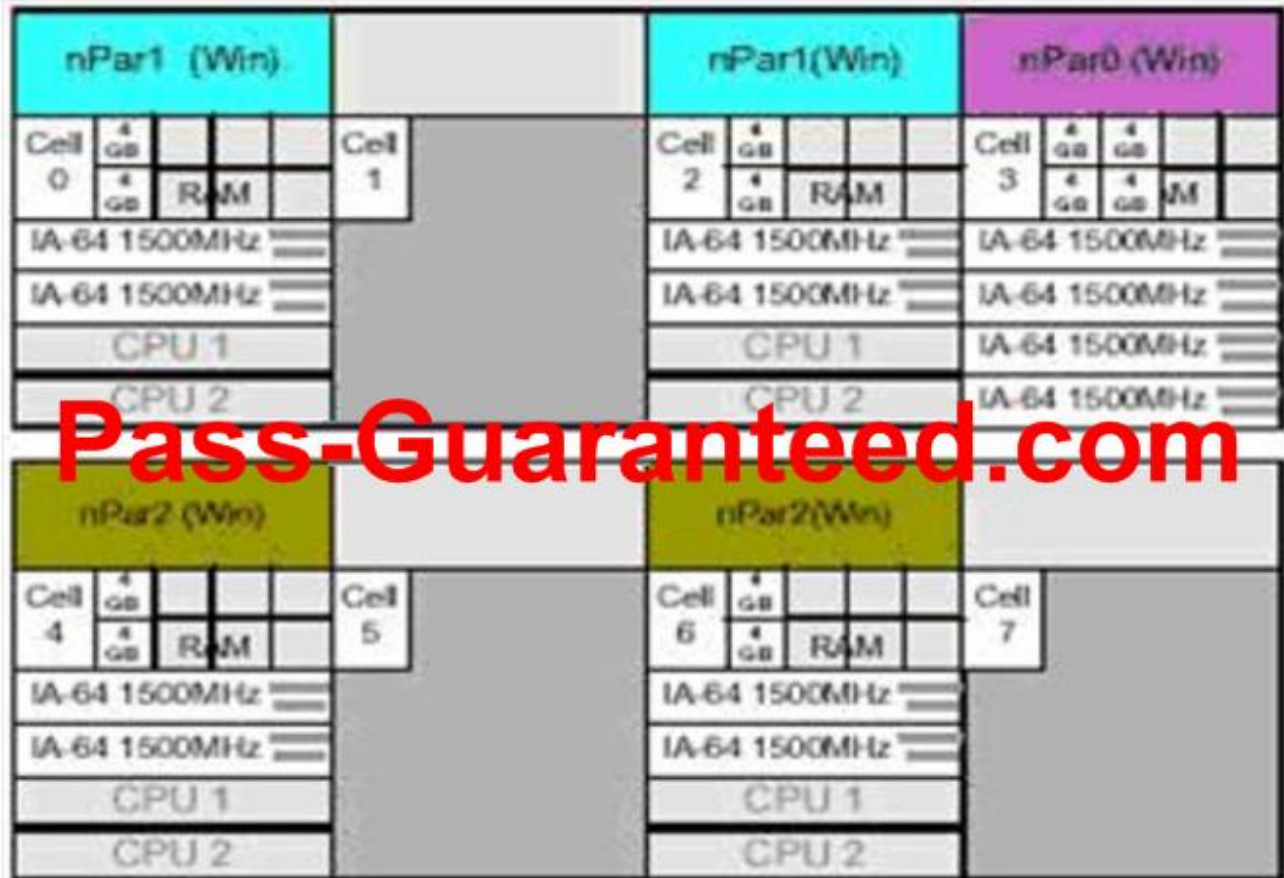 nPar1 (Win)
nPar1(Win)
nPar0 (Win)
Cell 0
4 GB
4 GB
RAM
Cell 1
Cell 2
4 GB
4 GB
RAM
Cell 3
4 GB
4 GB
4 GB
4 GB
M
IA-64 1500MHz
IA-64 1500MHz
CPU 1
CPU 2
IA-64 1500MHz
IA-64 1500MHz
CPU 1
CPU 2
IA-64 1500MHz
IA-64 1500MHz
IA-64 1500MHz
IA-64 1500MHz
Pass-Guaranteed.com
nPar2 (Win)
nPar2(Win)
Cell 4
4 GB
4 GB
RAM
Cell 5
Cell 6
4 GB
4 GB
RAM
Cell 7
IA-64 1500MHz
IA-64 1500MHz
CPU 1
CPU 2
IA-64 1500MHz
IA-64 1500MHz
CPU 1
CPU 2